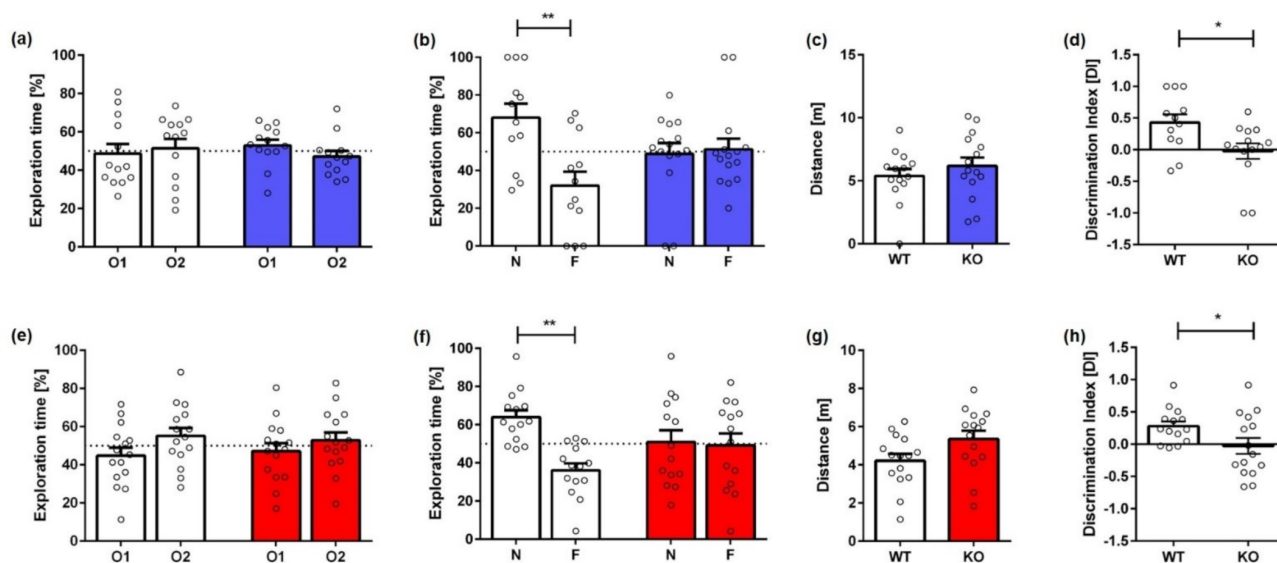 (a)
Exploration time [%]
100
80
60
40
20
0
O1 O2 O1 O2
(b)
**
Exploration time [%]
100
80
60
40
20
0
N F N F
(c)
Distance [m]
15
10
5
0
WT KO
(d)
*
Discrimination Index [DI]
1.5
1.0
0.5
0.0
-0.5
-1.0
-1.5
WT KO
(e)
Exploration time [%]
100
80
60
40
20
0
O1 O2 O1 O2
(f)
**
Exploration time [%]
100
80
60
40
20
0
N F N F
(g)
Distance [m]
10
8
6
4
2
0
WT KO
(h)
*
Discrimination Index [DI]
1.5
1.0
0.5
0.0
-0.5
-1.0
-1.5
WT KO